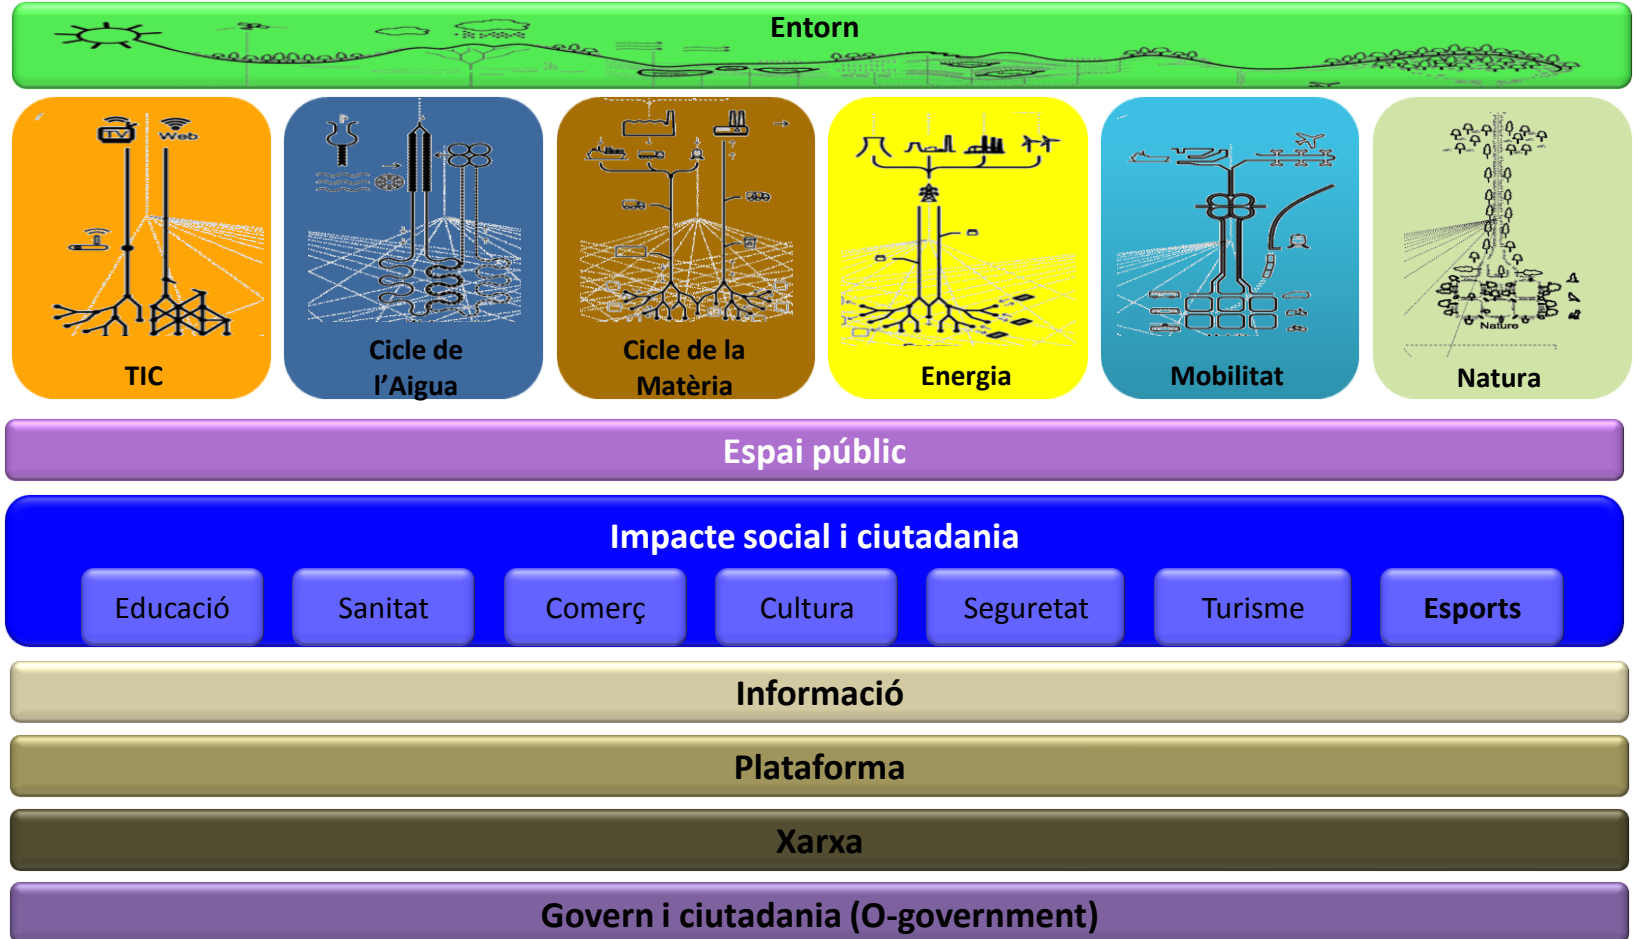 Entorn
TV
Web
TIC
Cicle de
l’Aigua
Cicle de la
Matèria
Energia
Mobilitat
Nature
Natura
Espai públic
Impacte social i ciutadania
Educació
Sanitat
Comerç
Cultura
Seguretat
Turisme
Esports
Informació
Plataforma
Xarxa
Govern i ciutadania (O-government)